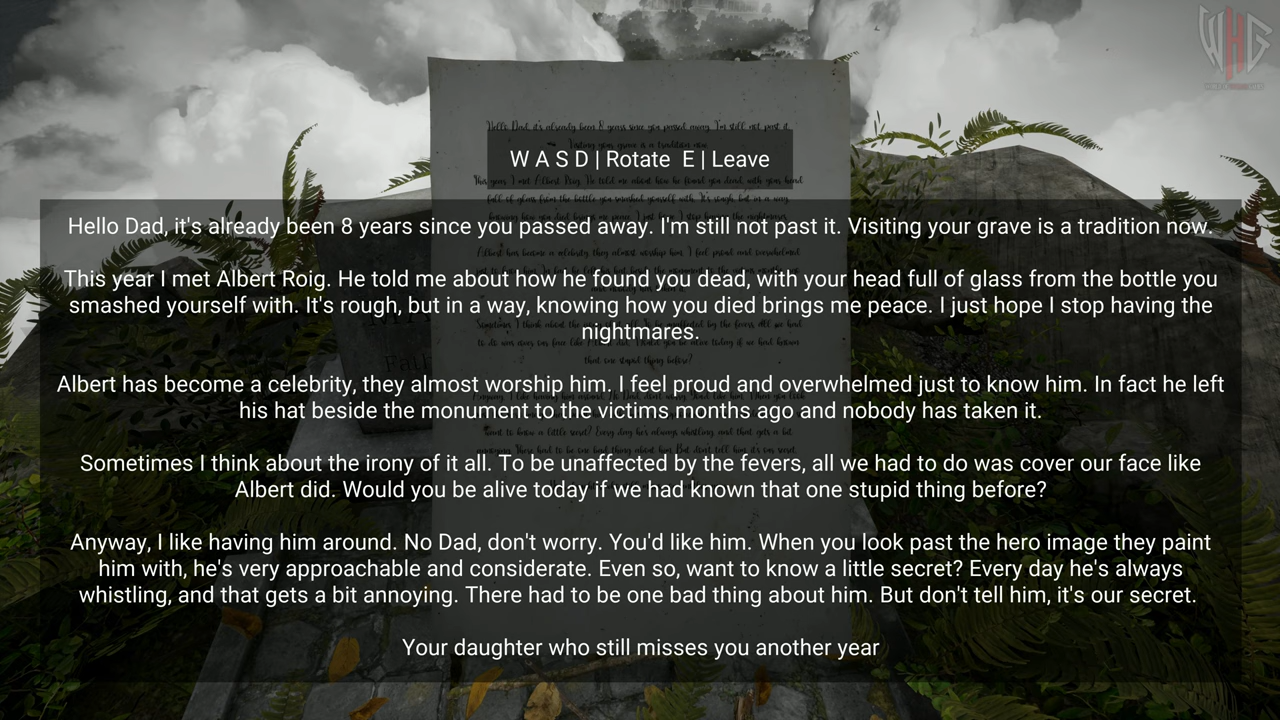 WHG
W A S D | Rotate  E | Leave
Hello Dad, it's already been 8 years since you passed away. I'm still not past it. Visiting your grave is a tradition now.
This year I met Albert Roig. He told me about how he found you dead, with your head full of glass from the bottle you
smashed yourself with. It's rough, but in a way, knowing how you died brings me peace. I just hope I stop having the
nightmares.
Albert has become a celebrity, they almost worship him. I feel proud and overwhelmed just to know him. In fact he left
his hat beside the monument to the victims months ago and nobody has taken it.
Sometimes I think about the irony of it all. To be unaffected by the fevers, all we had to do was cover our face like
Albert did. Would you be alive today if we had known that one stupid thing before?
Anyway, I like having him around. No Dad, don't worry. You'd like him. When you look past the hero image they paint
him with, he's very approachable and considerate. Even so, want to know a little secret? Every day he's always
whistling, and that gets a bit annoying. There had to be one bad thing about him. But don't tell him, it's our secret.
Your daughter who still misses you another year